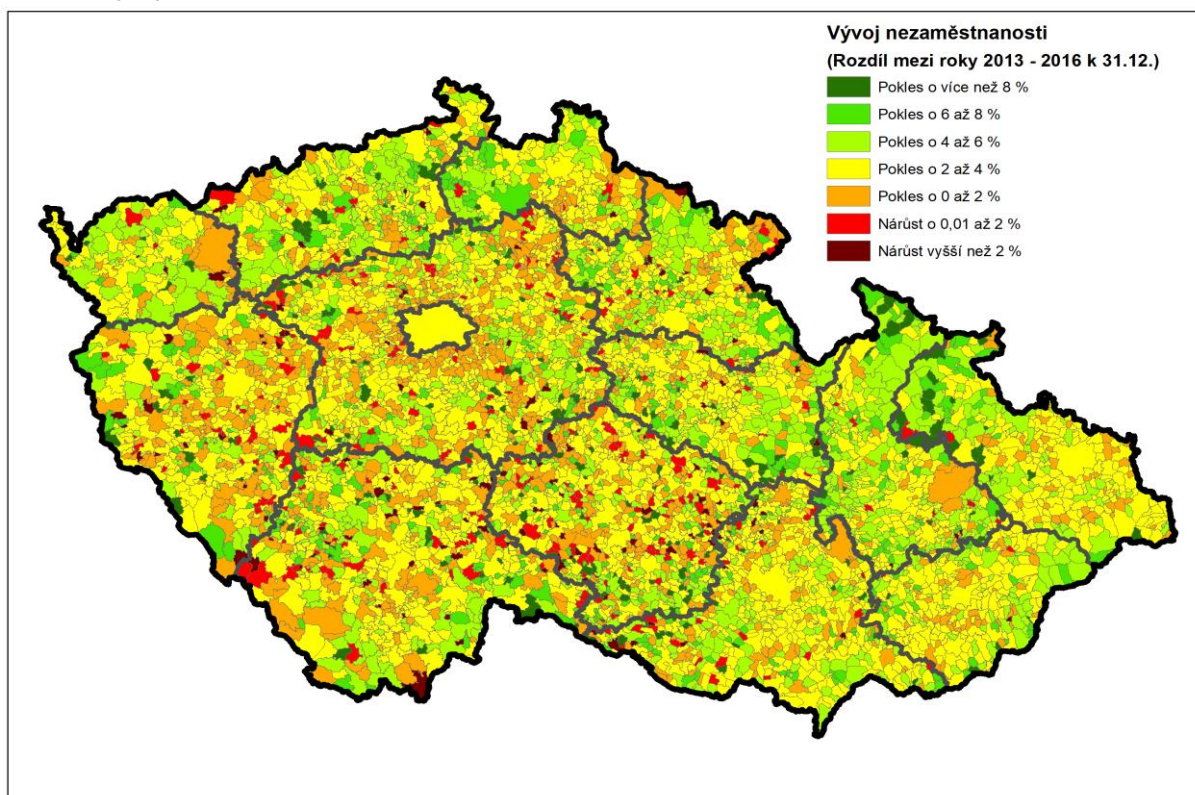 Vývoj nezaměstnanosti
(Rozdíl mezi roky 2013 - 2016 k 31.12.)
Pokles o více než 8 %
Pokles o 6 až 8 %
Pokles o 4 až 6 %
Pokles o 2 až 4 %
Pokles o 0 až 2 %
Nárůst o 0,01 až 2 %
Nárůst vyšší než 2 %